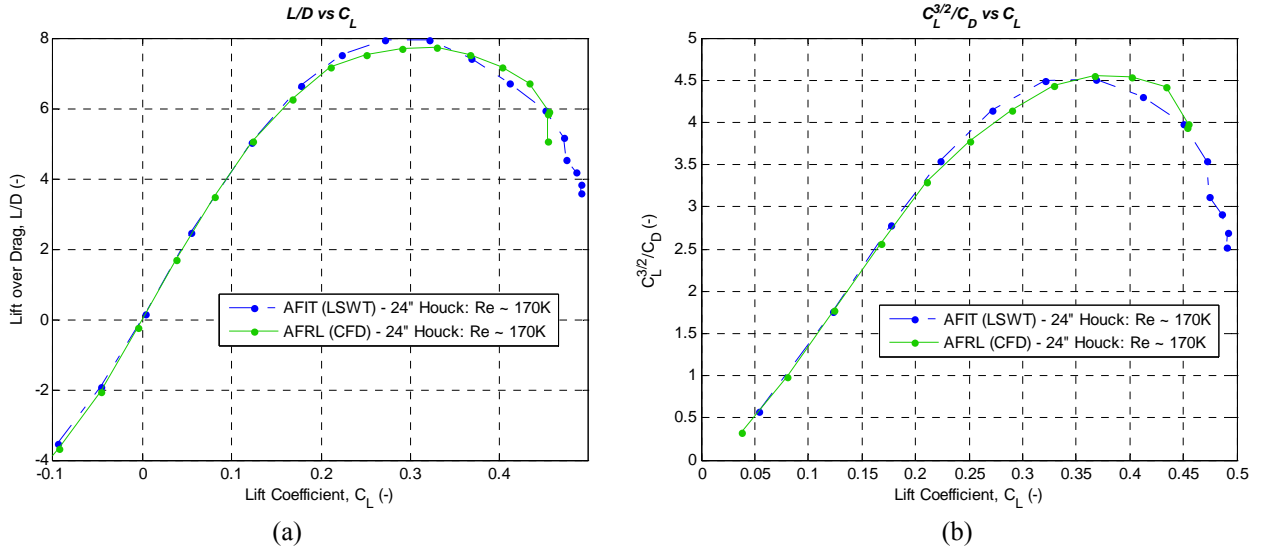 L/D vs C_L
8
6
4
2
0
-2
-4
-0.1
0
0.1
0.2
0.3
0.4
Lift over Drag, L/D (-)
Lift Coefficient, C_L (-)
AFIT (LSWT) - 24" Houck: Re ~ 170K
AFRL (CFD) - 24" Houck: Re ~ 170K
(a)
C_L^3/2/C_D vs C_L
5
4.5
4
3.5
3
2.5
2
1.5
1
0.5
0
0
0.05
0.1
0.15
0.2
0.25
0.3
0.35
0.4
0.45
0.5
C_L^3/2/C_D (-)
Lift Coefficient, C_L (-)
AFIT (LSWT) - 24" Houck: Re ~ 170K
AFRL (CFD) - 24" Houck: Re ~ 170K
(b)